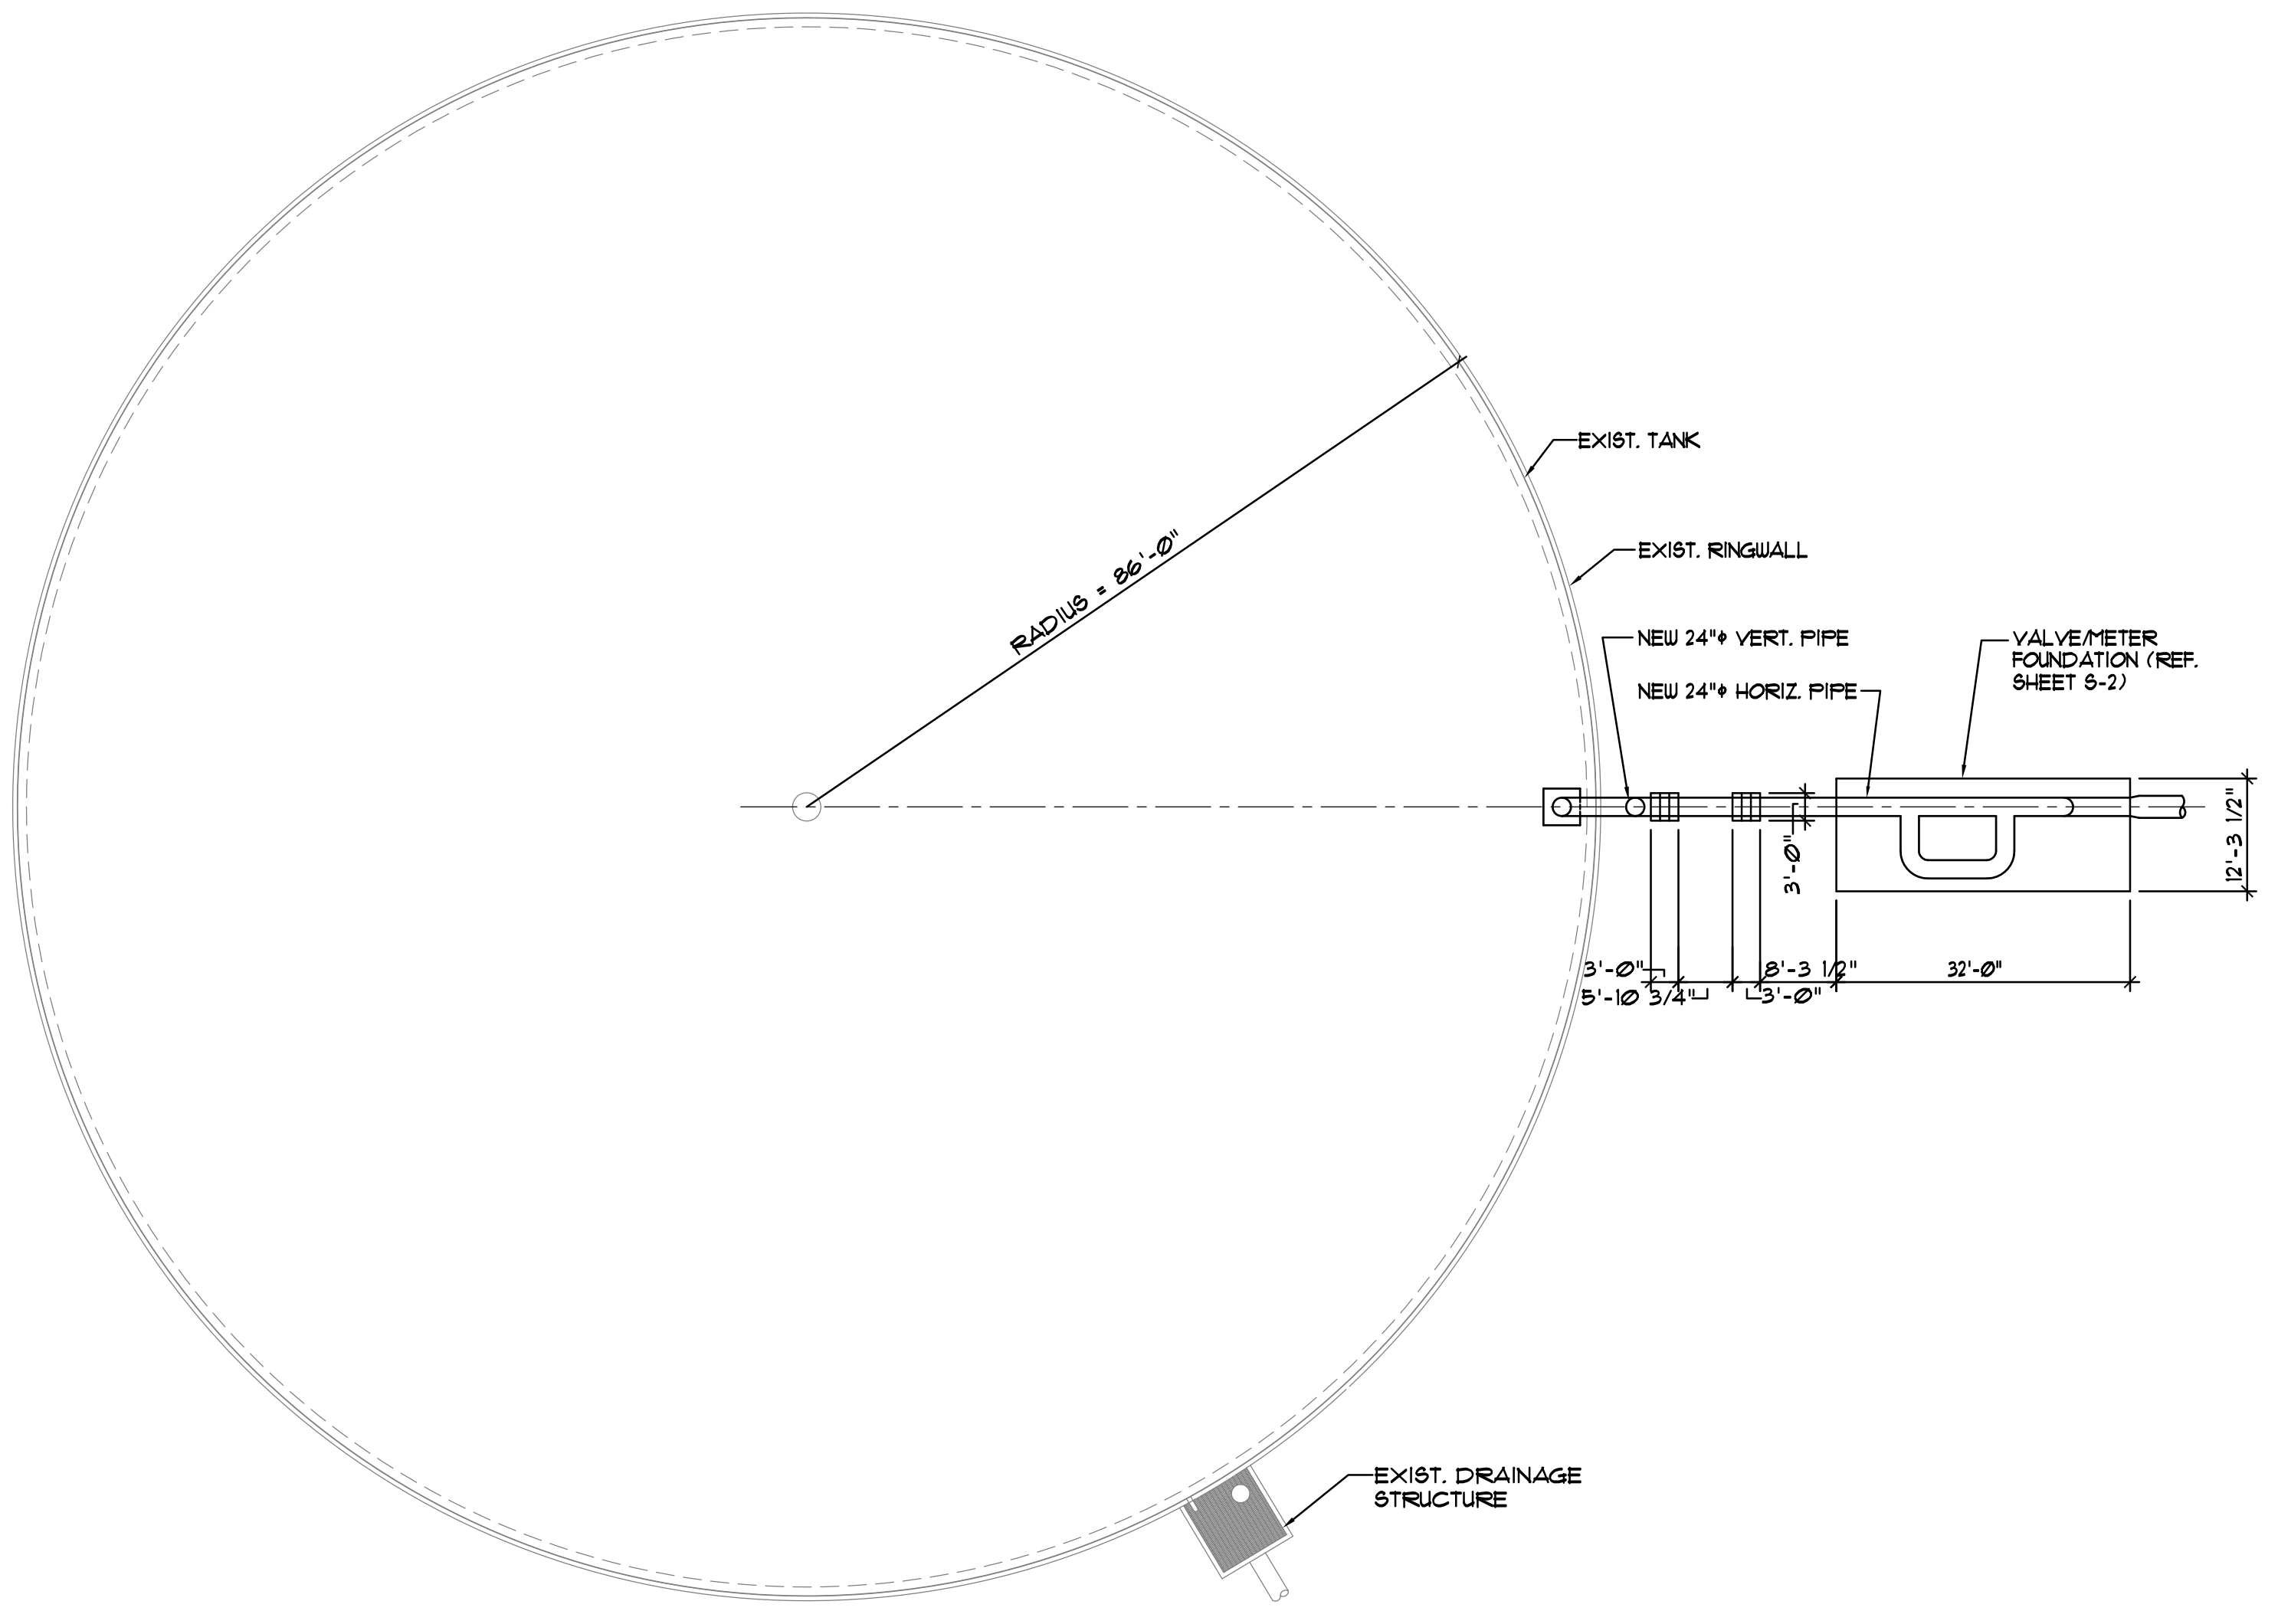 EXIST. TANK
RADIUS = 86'-0"
EXIST. RINGWALL
NEW 24"ϕ VERT. PIPE
NEW 24"ϕ HORIZ. PIPE
VALVE/METER
FOUNDATION (REF.
SHEET S-2)
12'-3 1/2"
3'-0"
3'-0"
8'-3 1/2"
32'-0"
5'-10 3/4"
3'-0"
EXIST. DRAINAGE
STRUCTURE